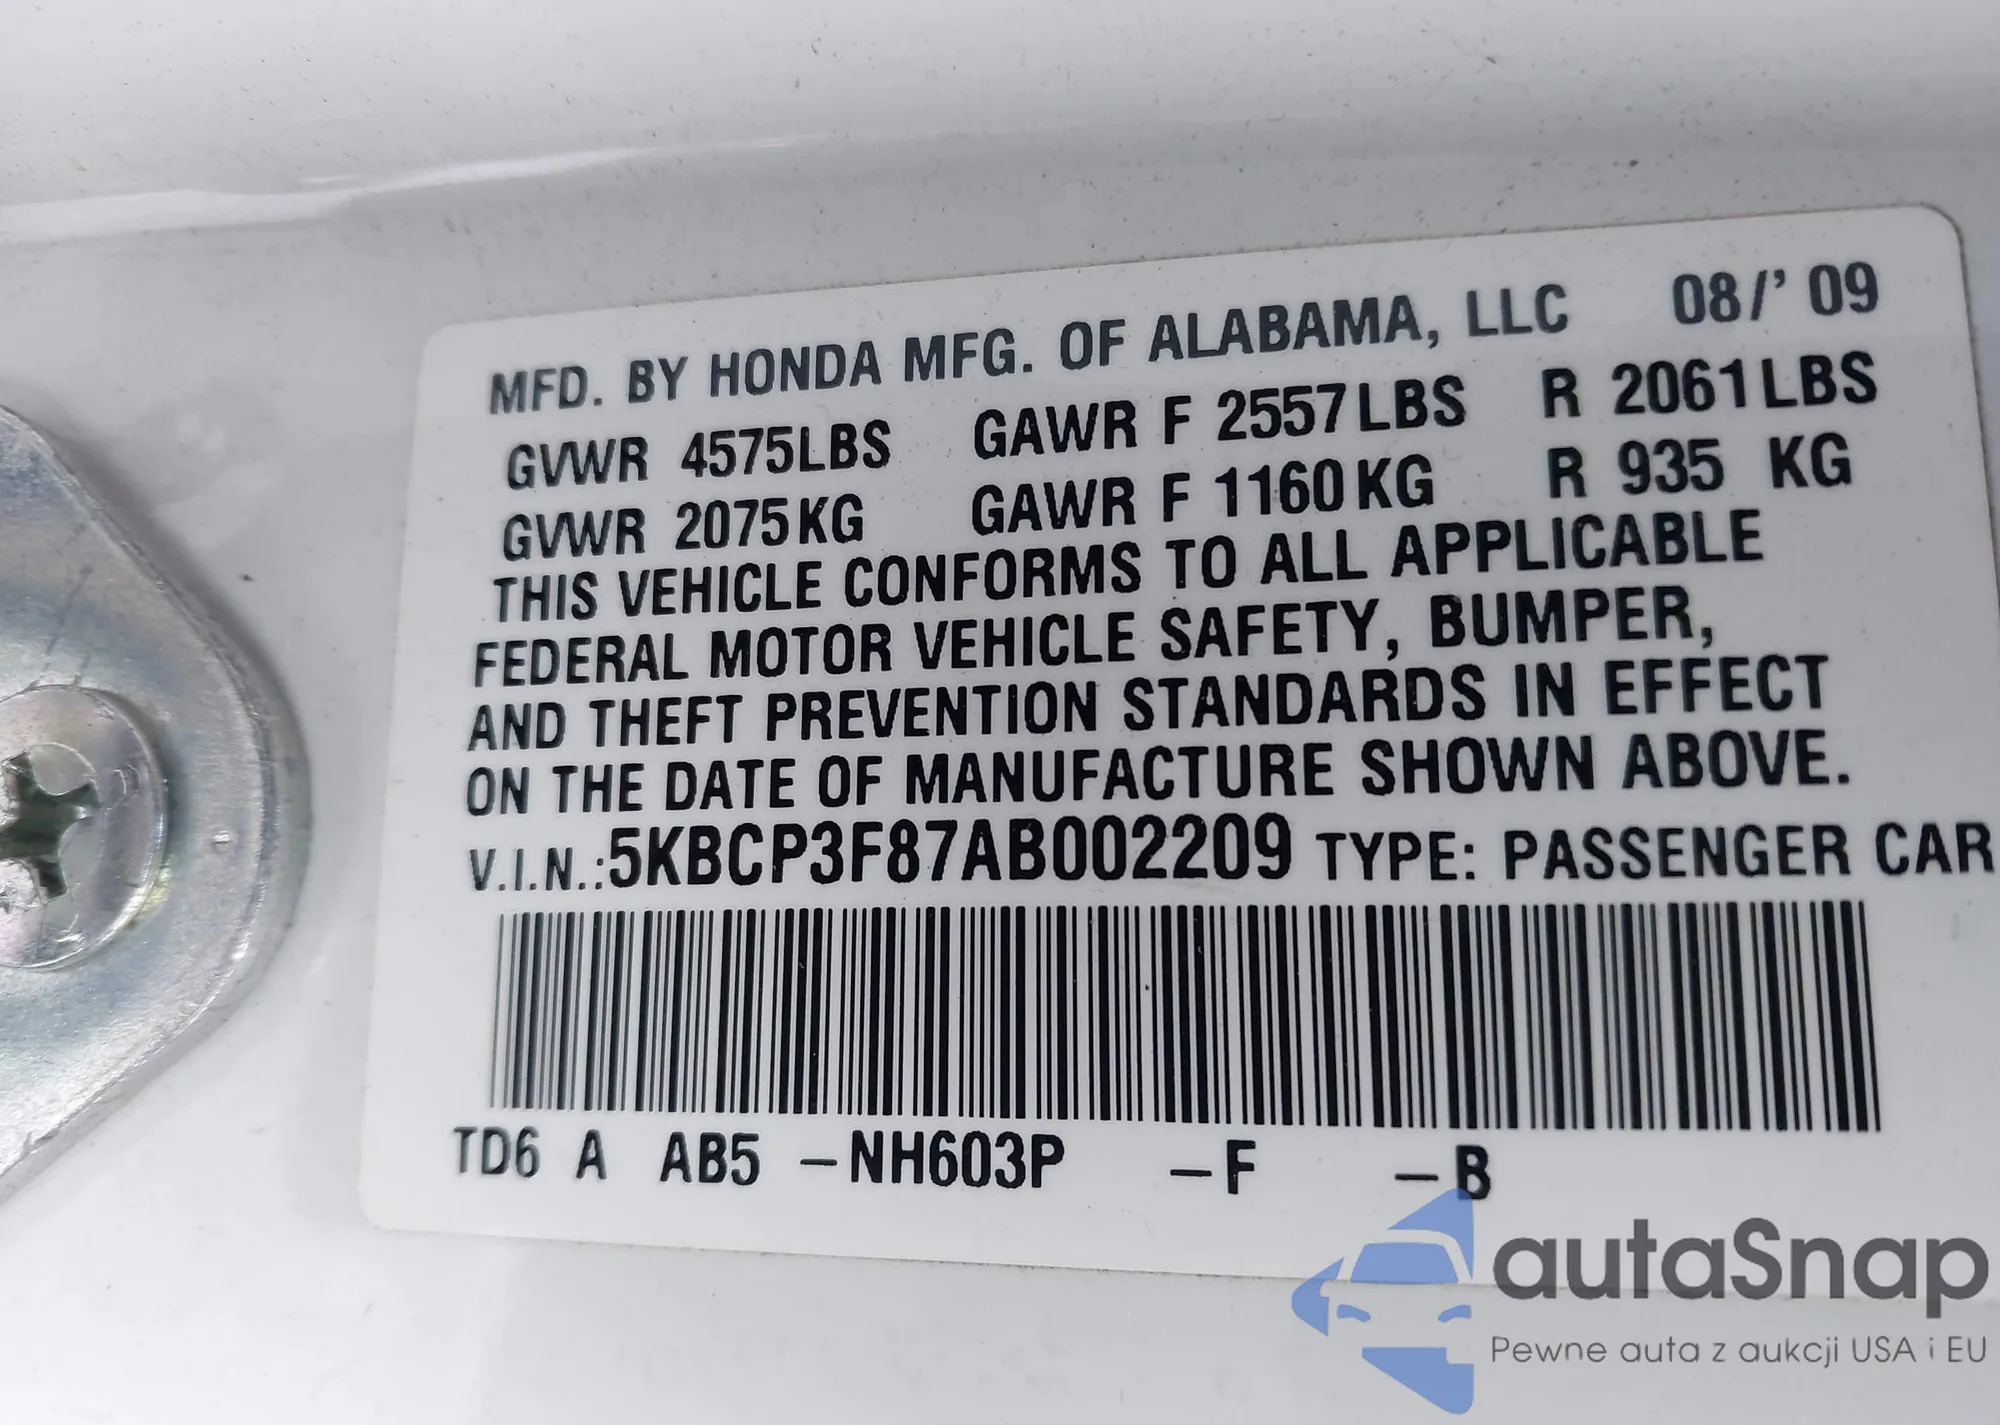 MFD. BY HONDA MFG. OF ALABAMA, LLC 08/'09
GVWR 4575LBS GAWR F 2557LBS R 2061LBS
GVWR 2075KG GAWR F 1160KG R 935 KG
THIS VEHICLE CONFORMS TO ALL APPLICABLE
FEDERAL MOTOR VEHICLE SAFETY, BUMPER,
AND THEFT PREVENTION STANDARDS IN EFFECT
ON THE DATE OF MANUFACTURE SHOWN ABOVE.
V.I.N.:5KBCP3F87AB002209 TYPE: PASSENGER CAR
TD6 A AB5 -NH603P -F -B
autaSnap
Pewne auta z aukcji USA i EU